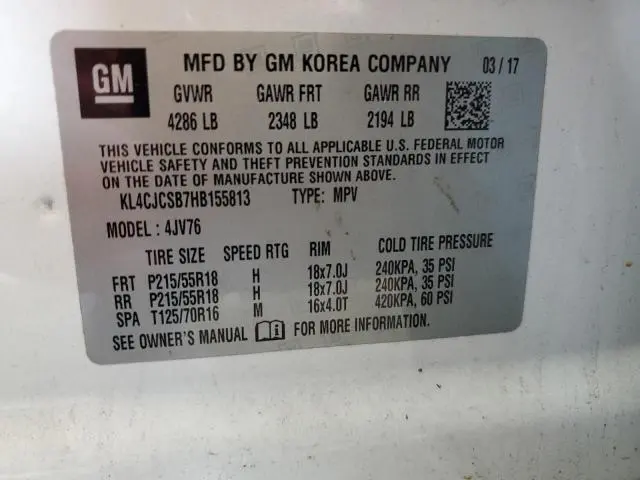 GM MFD BY GM KOREA COMPANY 03 / 17
GVWR GAWR FRT GAWR RR
4286 LB 2348 LB 2194 LB
THIS VEHICLE CONFORMS TO ALL APPLICABLE U.S. FEDERAL MOTOR
VEHICLE SAFETY AND THEFT PREVENTION STANDARDS IN EFFECT
ON THE DATE OF MANUFACTURE SHOWN ABOVE.
KL4CJCSB7HB155813 TYPE: MPV
MODEL : 4JV76
TIRE SIZE SPEED RTG RIM COLD TIRE PRESSURE
FRT P215/55R18 H 18x7.0J 240KPA, 35 PSI
RR P215/55R18 H 18x7.0J 240KPA, 35 PSI
SPA T125/70R16 M 16x4.0T 420KPA, 60 PSI
SEE OWNER'S MANUAL FOR MORE INFORMATION.